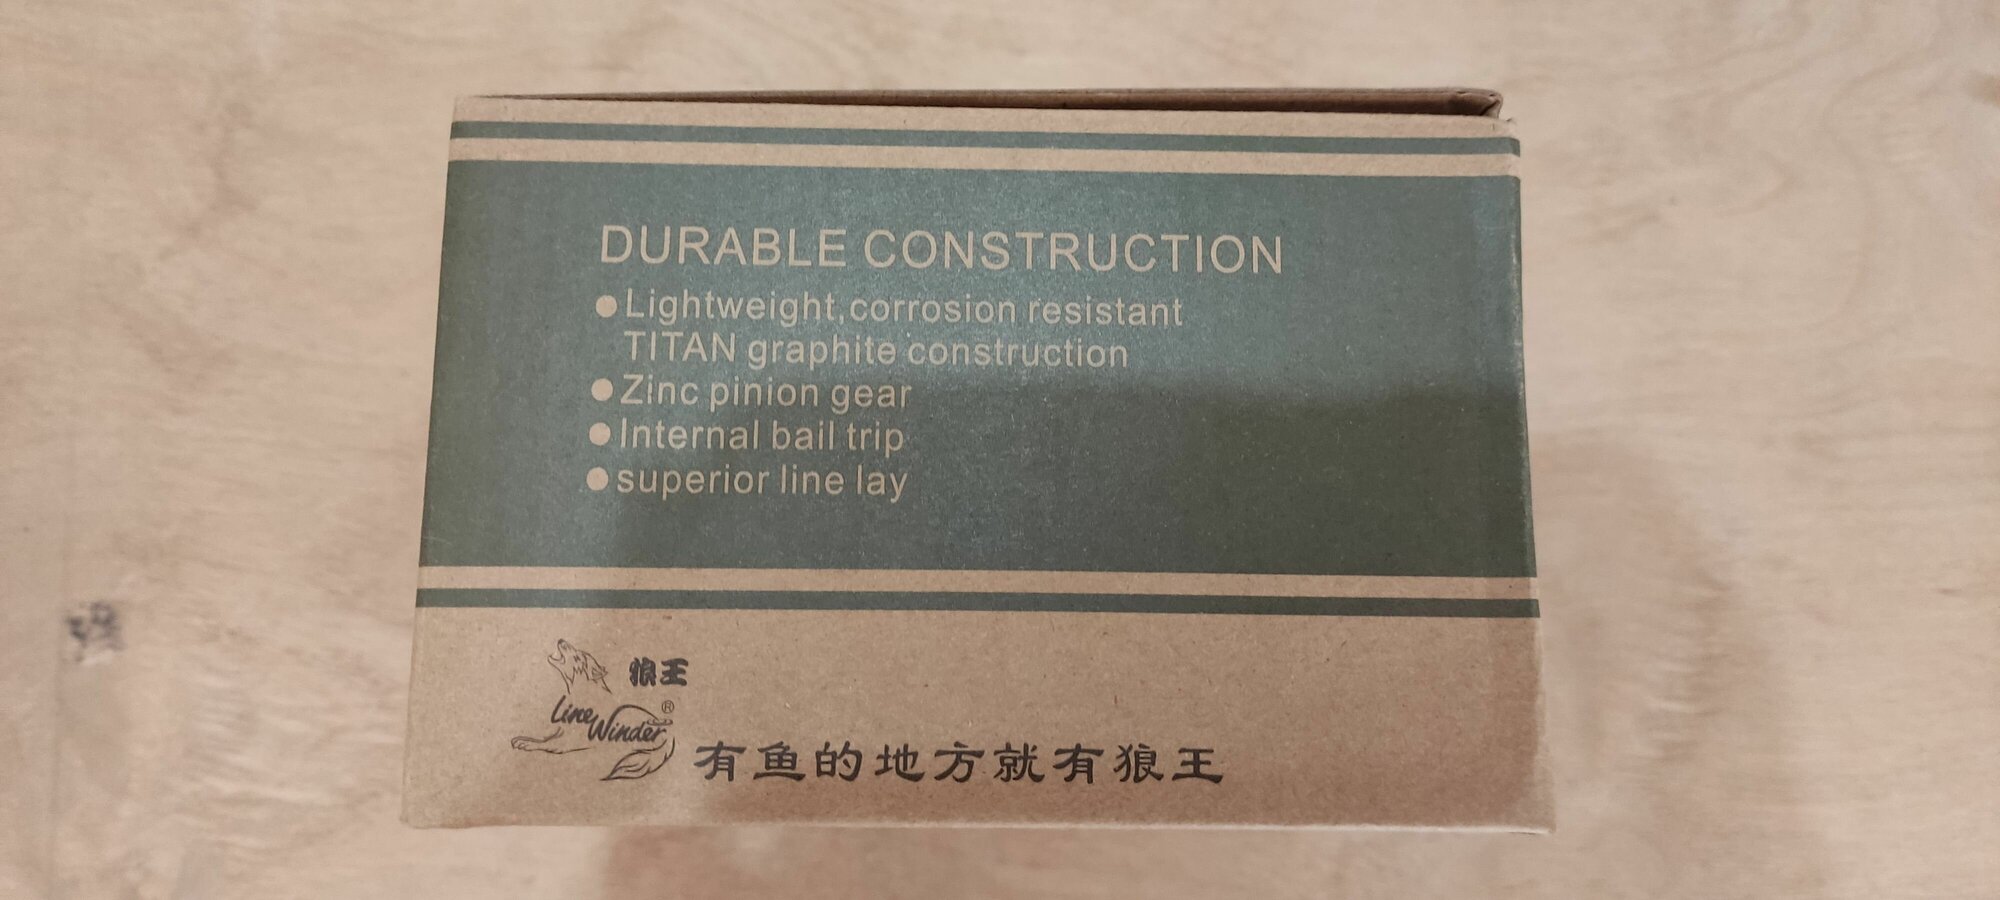 DURABLE CONSTRUCTION
●Lightweight,corrosion resistant
TITAN graphite construction
●Zinc pinion gear
●Internal bail trip
●superior line lay
狼王
Line Winder®
有鱼的地方就有狼王